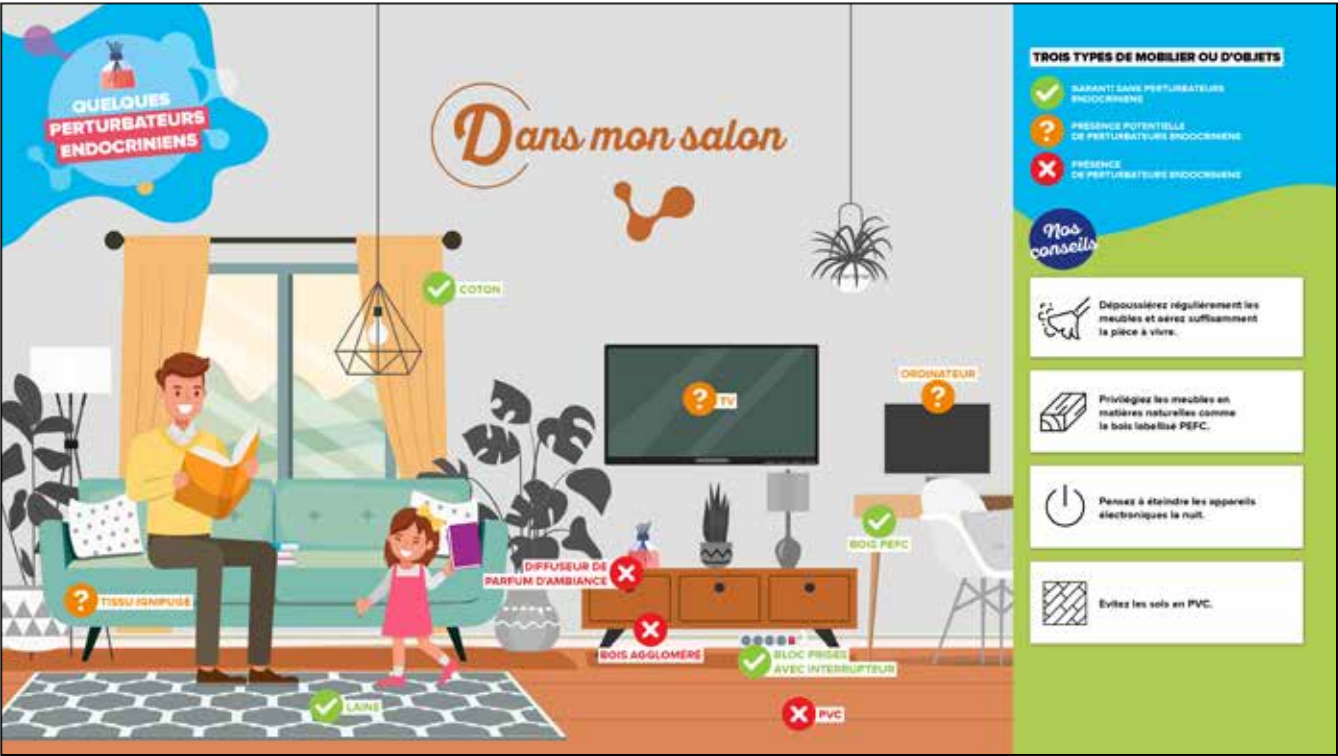 QUELQUES
PERTURBATEURS
ENDOCRINIENS
Dans mon salon
COTON
TV
ORDINATEUR
BOIS PEFC
DIFFUSEUR DE
PARFUM D'AMBIANCE
TISSU IGNIFUGE
BOIS AGGLOMÉRÉ
BLOC PRISES
AVEC INTERRUPTEUR
LAINE
PVC
TROIS TYPES DE MOBILIER OU D'OBJETS
GARANTI SANS PERTURBATEURS
ENDOCRINIENS
PRÉSENCE POTENTIELLE
DE PERTURBATEURS ENDOCRINIENS
PRÉSENCE
DE PERTURBATEURS ENDOCRINIENS
Nos
conseils
Dépoussiérez régulièrement les
meubles et aérez suffisamment
la pièce à vivre.
Privilégiez les meubles en
matières naturelles comme
le bois labellisé PEFC.
Pensez à éteindre les appareils
électroniques la nuit.
Evitez les sols en PVC.